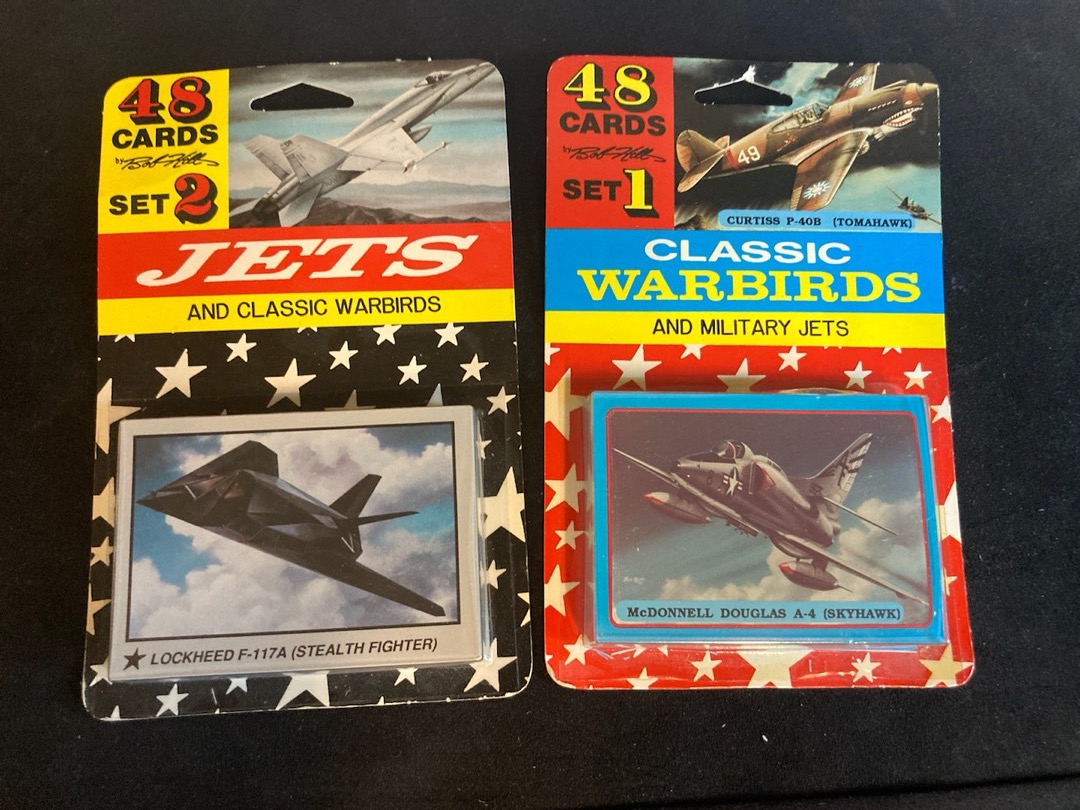 48
CARDS
by Bob Hill
SET 2
JETS
AND CLASSIC WARBIRDS
★ LOCKHEED F-117A (STEALTH FIGHTER)
48
CARDS
by Bob Hill
SET 1
49
CURTISS P-40B (TOMAHAWK)
CLASSIC
WARBIRDS
AND MILITARY JETS
McDONNELL DOUGLAS A-4 (SKYHAWK)